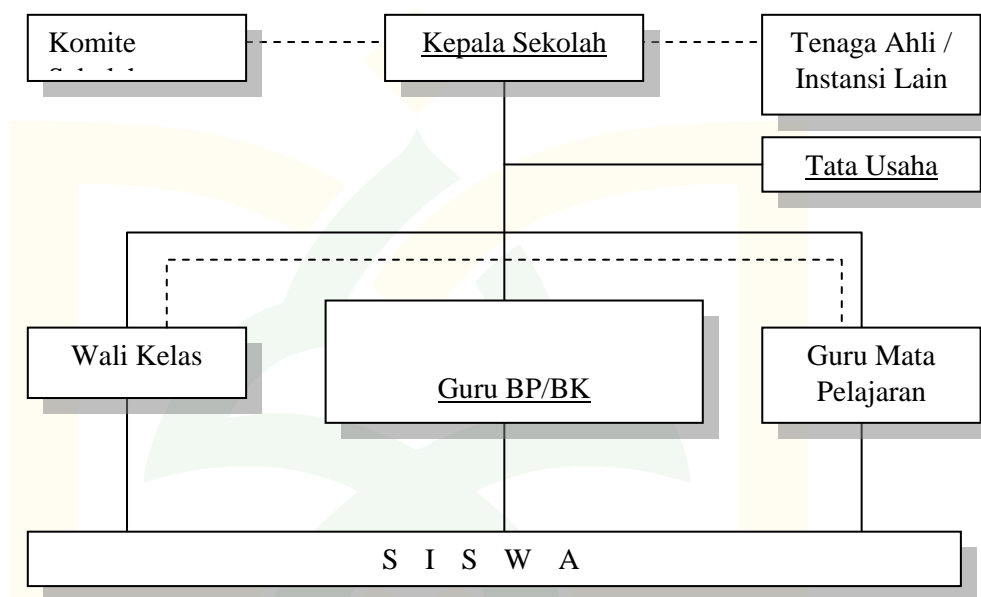 Komite
Kepala Sekolah
Tenaga Ahli /
Instansi Lain
Tata Usaha
Wali Kelas
Guru BP/BK
Guru Mata
Pelajaran
S I S W A